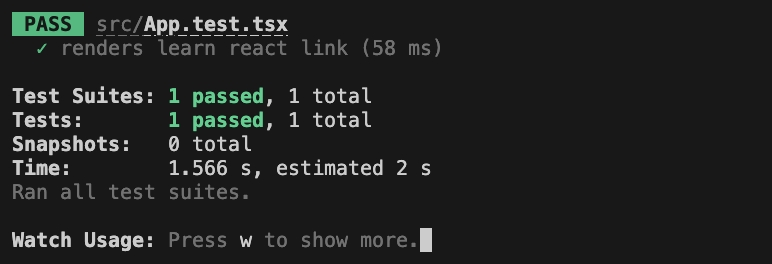 PASS src/App.test.tsx
✓ renders learn react link (58 ms)
Test Suites: 1 passed, 1 total
Tests: 1 passed, 1 total
Snapshots: 0 total
Time: 1.566 s, estimated 2 s
Ran all test suites.
Watch Usage: Press w to show more.